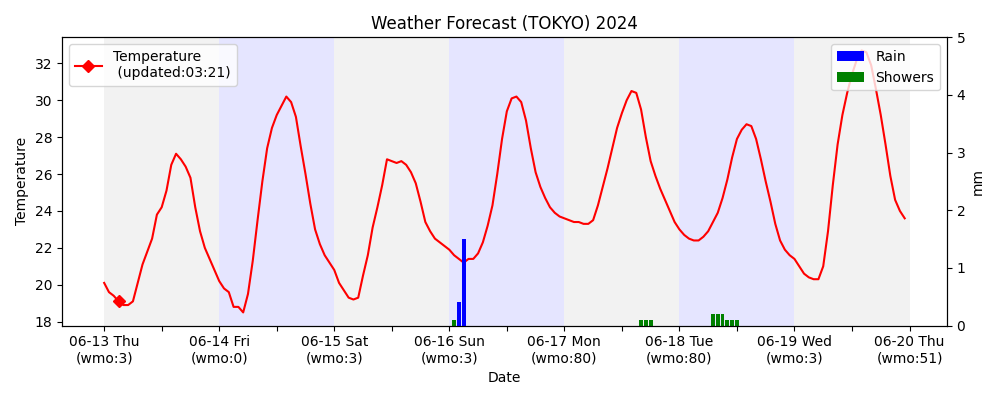 Weather Forecast (TOKYO) 2024
Temperature
(updated:03:21)
Rain
Showers
Temperature
32
30
28
26
24
22
20
18
5
4
3
2
1
0
mm
06-13 Thu
(wmo:3)
06-14 Fri
(wmo:0)
06-15 Sat
(wmo:3)
06-16 Sun
(wmo:3)
06-17 Mon
(wmo:80)
06-18 Tue
(wmo:80)
06-19 Wed
(wmo:3)
06-20 Thu
(wmo:51)
Date